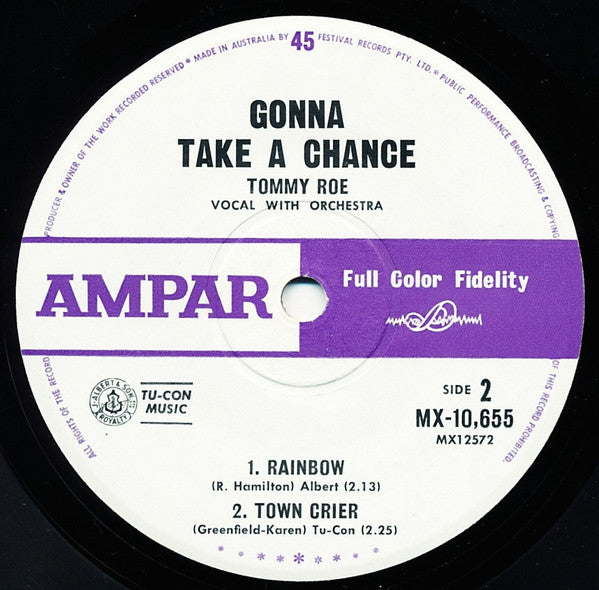 ALL RIGHTS OF THE RECORD PRODUCER & OWNER OF THE WORK RECORDED RESERVED * MADE IN AUSTRALIA BY 45 FESTIVAL RECORDS PTY. LTD. * PUBLIC PERFORMANCE BROADCASTING & COPYING OF THIS RECORD PROHIBITED.
GONNA
TAKE A CHANCE
TOMMY ROE
VOCAL WITH ORCHESTRA
AMPAR
Full Color Fidelity
J. ALBERT & SON
ROYALTY
TU-CON
MUSIC
SIDE 2
MX-10,655
MX12572
1. RAINBOW
(R. Hamilton) Albert (2.13)
2. TOWN CRIER
(Greenfield-Karen) Tu-Con (2.25)